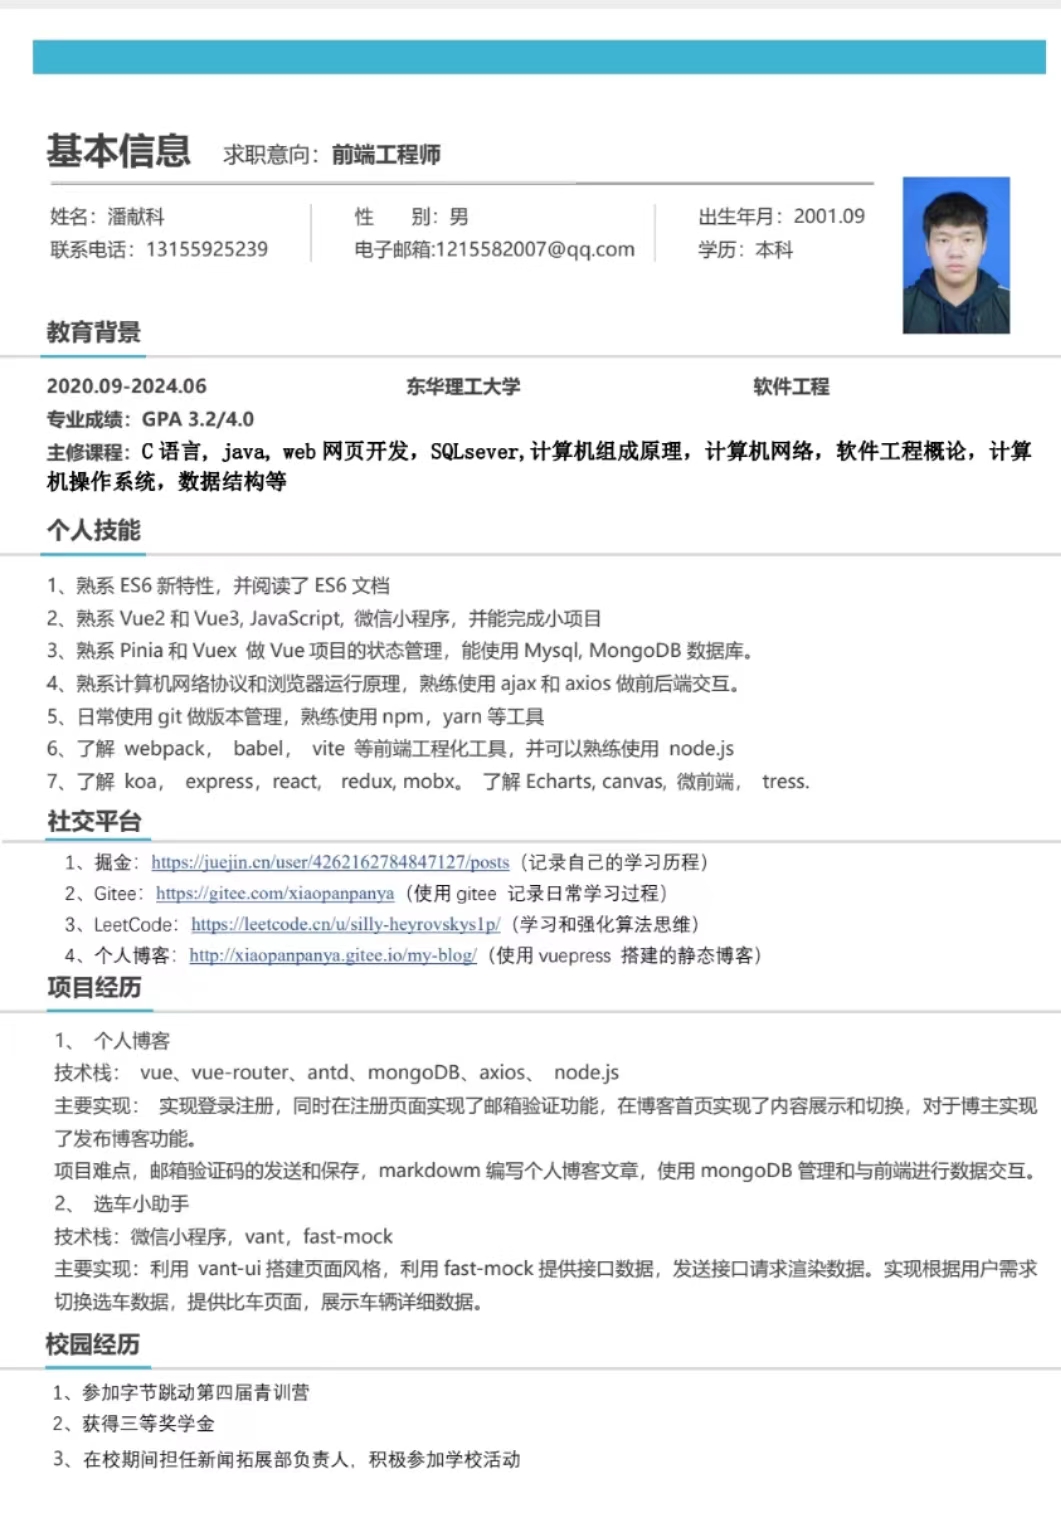 基本信息 求职意向：前端工程师
姓名：潘献科 性 别：男 出生年月：2001.09
联系电话：13155925239 电子邮箱:1215582007@qq.com 学历：本科
教育背景
2020.09-2024.06 东华理工大学 软件工程
专业成绩：GPA 3.2/4.0
主修课程：C 语言, java, web 网页开发，SQLsever,计算机组成原理，计算机网络，软件工程概论，计算
机操作系统，数据结构等
个人技能
1、熟系 ES6 新特性，并阅读了 ES6 文档
2、熟系 Vue2 和 Vue3, JavaScript, 微信小程序，并能完成小项目
3、熟系 Pinia 和 Vuex 做 Vue 项目的状态管理，能使用 Mysql, MongoDB 数据库。
4、熟系计算机网络协议和浏览器运行原理，熟练使用 ajax 和 axios 做前后端交互。
5、日常使用 git 做版本管理，熟练使用 npm，yarn 等工具
6、了解 webpack， babel， vite 等前端工程化工具，并可以熟练使用 node.js
7、了解 koa， express，react， redux, mobx。 了解 Echarts, canvas, 微前端， tress.
社交平台
1、掘金：https://juejin.cn/user/4262162784847127/posts（记录自己的学习历程）
2、Gitee：https://gitee.com/xiaopanpanya（使用 gitee 记录日常学习过程）
3、LeetCode：https://leetcode.cn/u/silly-heyrovskys1p/（学习和强化算法思维）
4、个人博客：http://xiaopanpanya.gitee.io/my-blog/（使用 vuepress 搭建的静态博客）
项目经历
1、 个人博客
技术栈： vue、vue-router、antd、mongoDB、axios、 node.js
主要实现： 实现登录注册，同时在注册页面实现了邮箱验证功能，在博客首页实现了内容展示和切换，对于博主实现
了发布博客功能。
项目难点，邮箱验证码的发送和保存，markdowm 编写个人博客文章，使用 mongoDB 管理和与前端进行数据交互。
2、 选车小助手
技术栈：微信小程序，vant，fast-mock
主要实现：利用 vant-ui 搭建页面风格，利用 fast-mock 提供接口数据，发送接口请求渲染数据。实现根据用户需求
切换选车数据，提供比车页面，展示车辆详细数据。
校园经历
1、参加字节跳动第四届青训营
2、获得三等奖学金
3、在校期间担任新闻拓展部负责人，积极参加学校活动